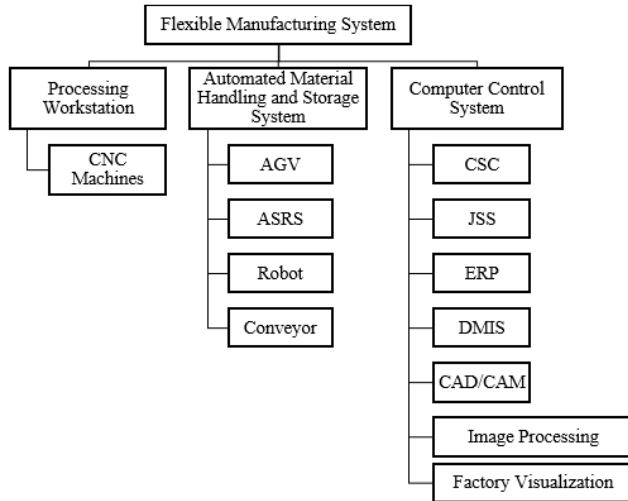 Flexible Manufacturing System
Processing
Workstation
Automated Material
Handling and Storage
System
Computer Control
System
CNC
Machines
AGV
ASRS
Robot
Conveyor
CSC
JSS
ERP
DMIS
CAD/CAM
Image Processing
Factory Visualization